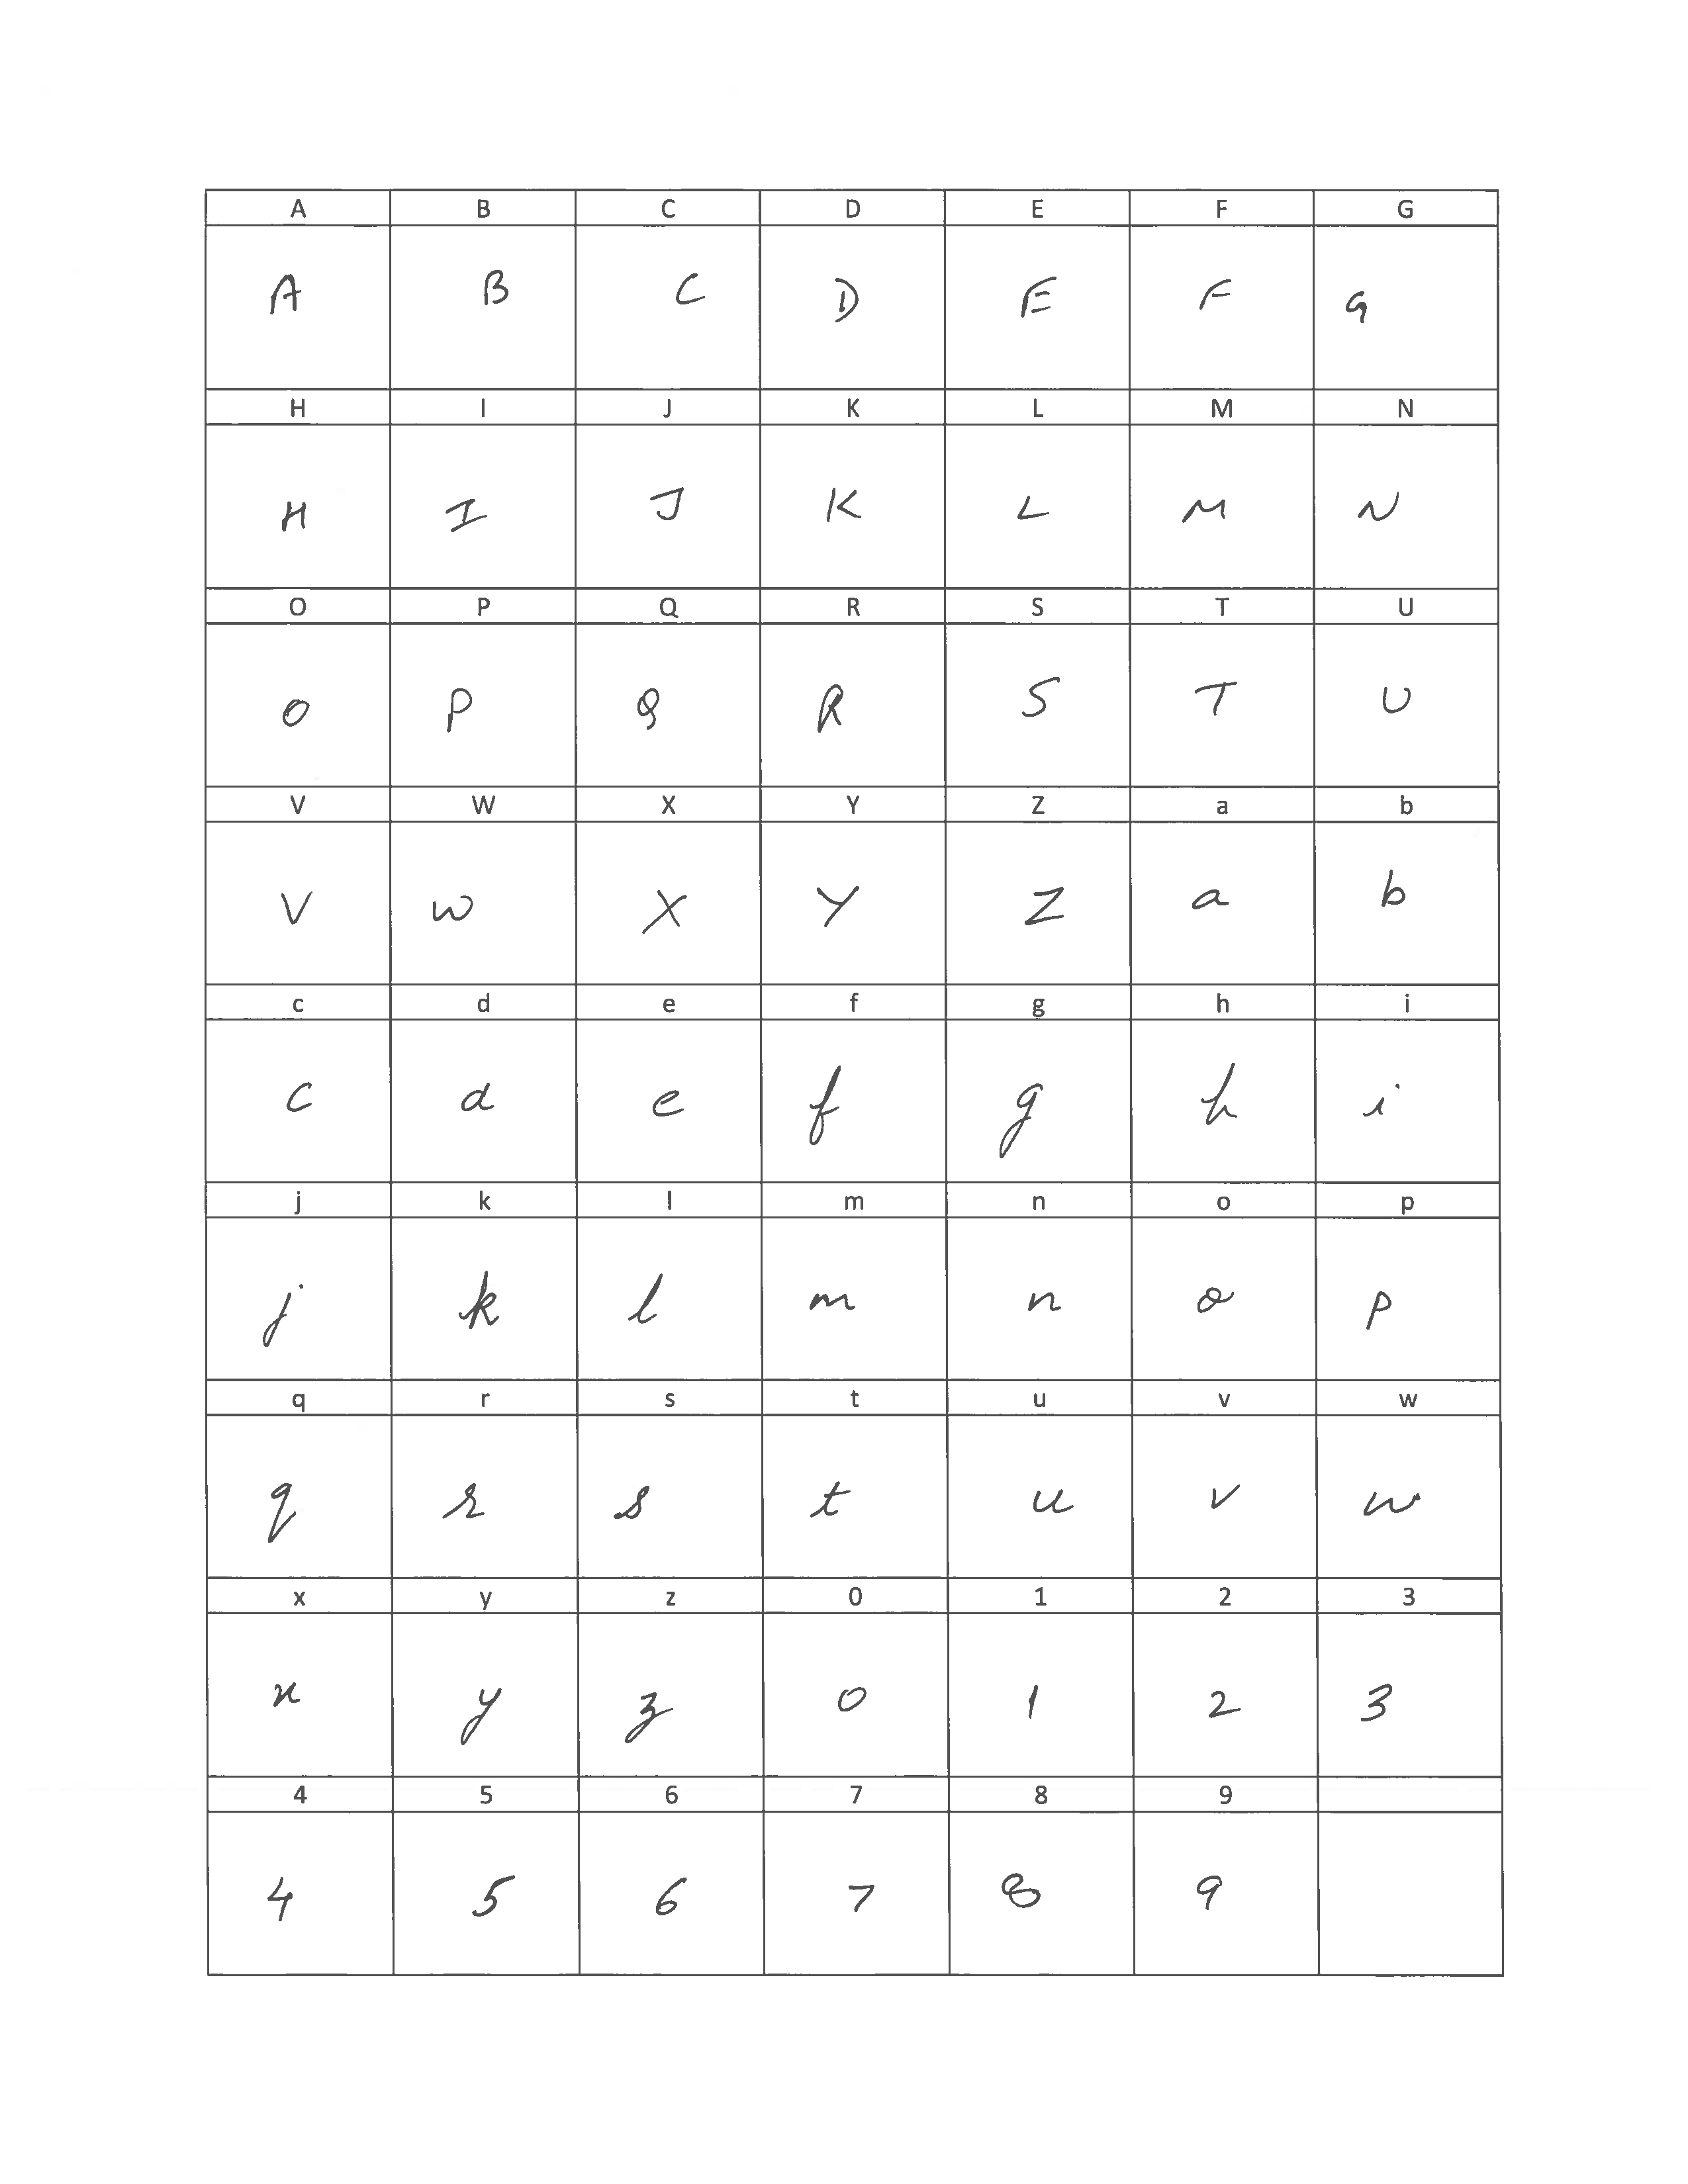 A B C D E F G
A B C D E F G
H I J K L M N
H I J K L M N
O P Q R S T U
O P Q R S T U
V W X Y Z a b
V W X Y Z a b
c d e f g h i
c d e f g h i
j k l m n o p
j k l m n o p
q r s t u v w
q r s t u v w
x y z 0 1 2 3
x y z 0 1 2 3
4 5 6 7 8 9
4 5 6 7 8 9